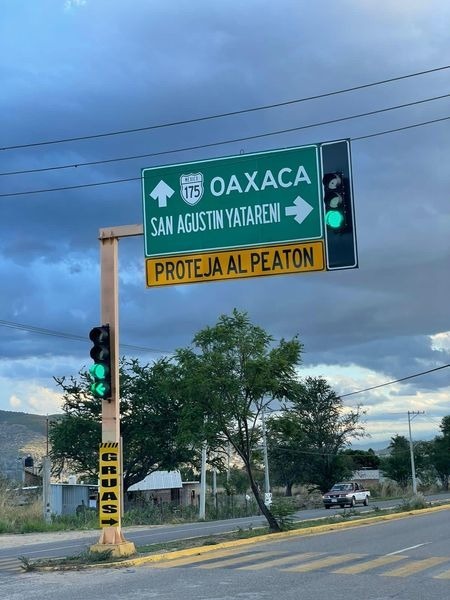 MEXICO
175
OAXACA
SAN AGUSTIN YATARENI
PROTEJA AL PEATON
GRUAS